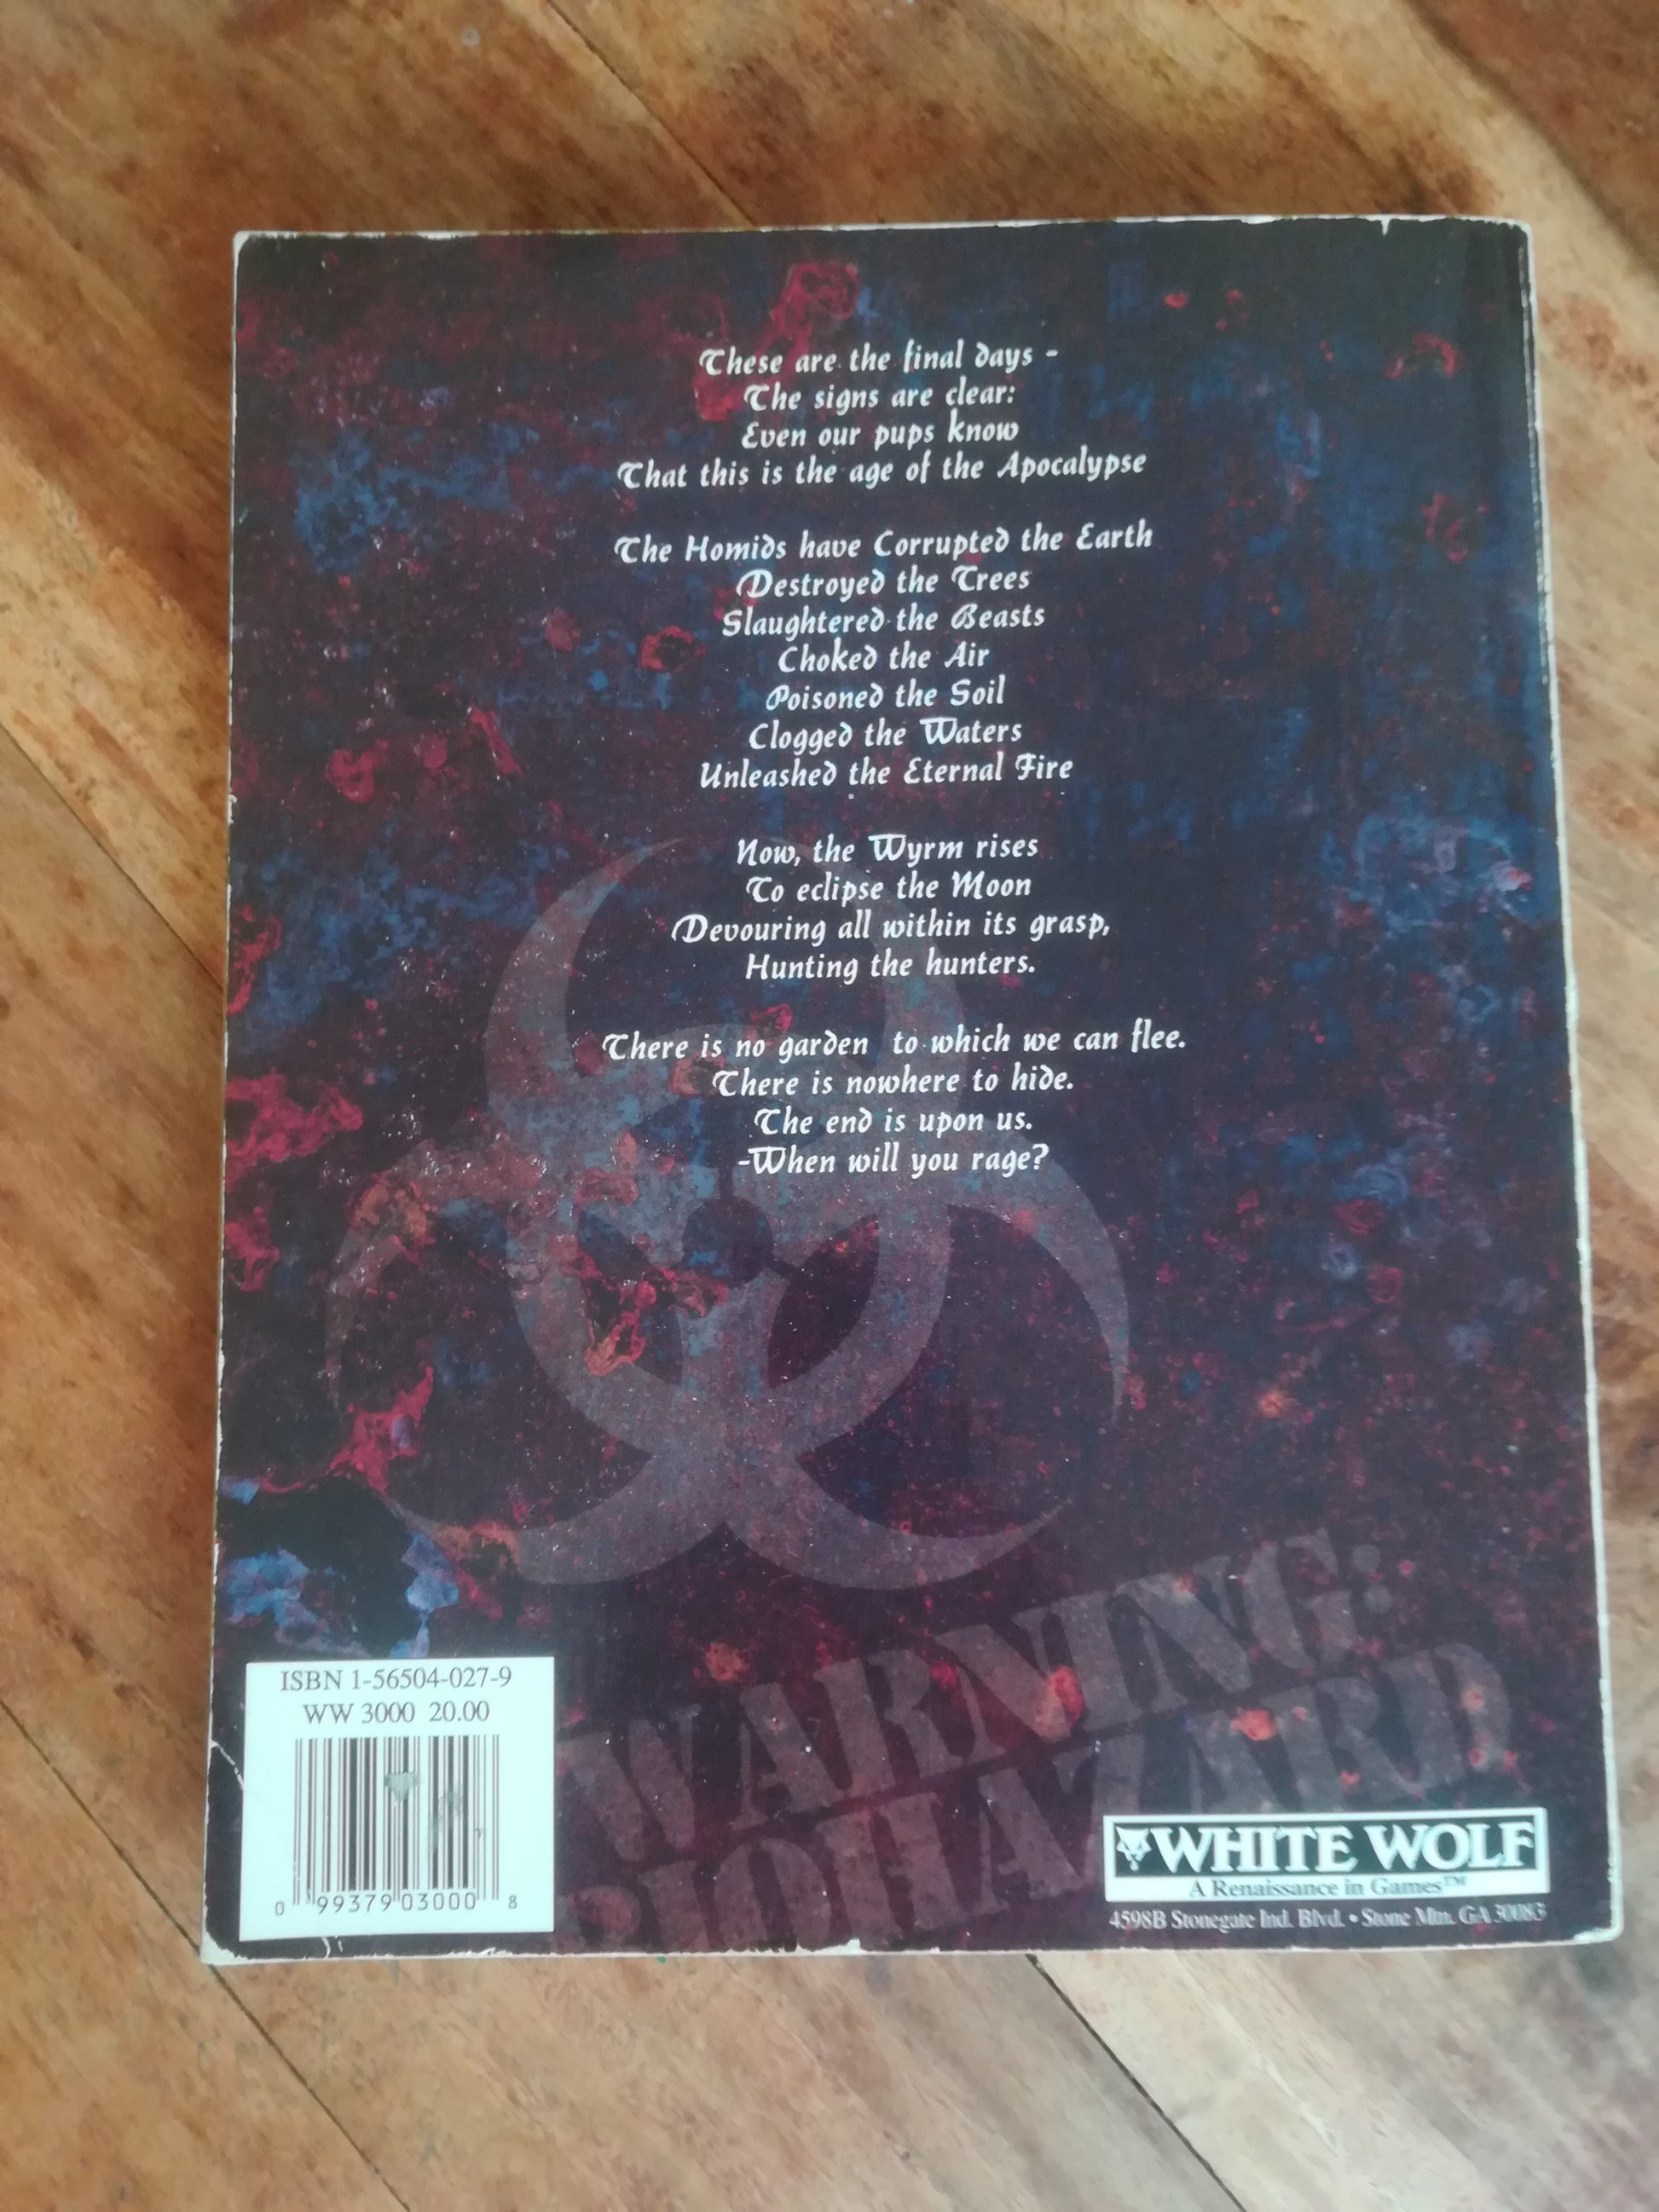 These are the final days -
The signs are clear:
Even our pups know
That this is the age of the Apocalypse
The Homids have Corrupted the Earth
Destroyed the Trees
Slaughtered the Beasts
Choked the Air
Poisoned the Soil
Clogged the Waters
Unleashed the Eternal Fire
Now, the Wyrm rises
To eclipse the Moon
Devouring all within its grasp,
Hunting the hunters.
There is no garden to which we can flee.
There is nowhere to hide.
The end is upon us.
-When will you rage?
WARNING:
BIOHAZARD
ISBN 1-56504-027-9
WW 3000 20.00
0 99379 03000 8
WHITE WOLF
A Renaissance in Games™
4598B Stonegate Ind. Blvd. • Stone Mtn. GA 30083